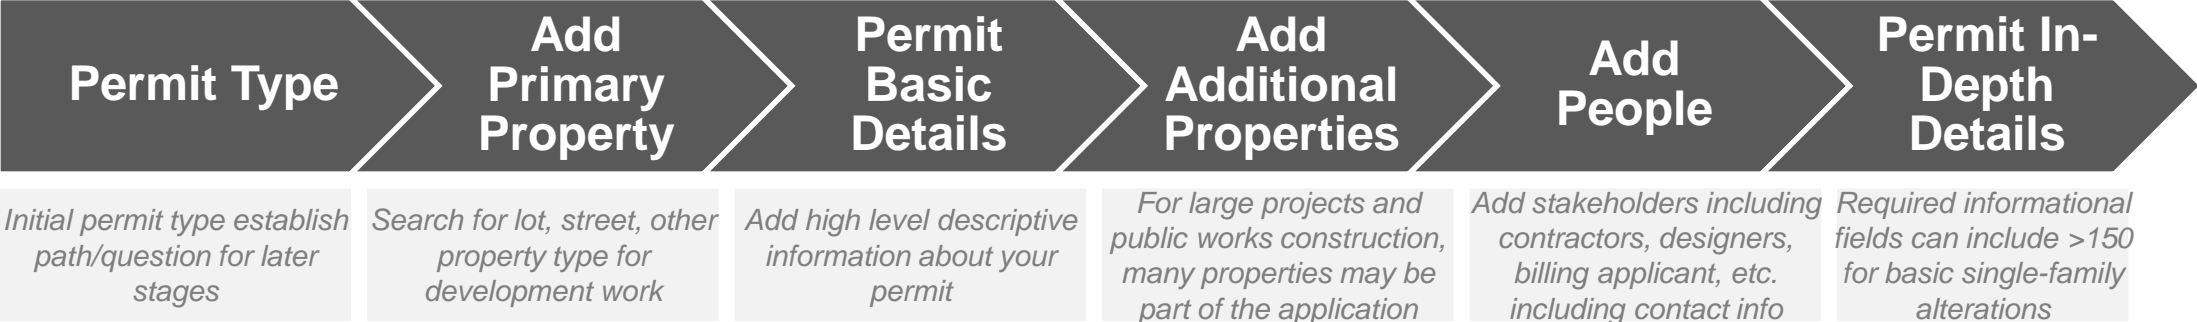 Permit Type
Add
Primary
Property
Permit
Basic
Details
Add
Additional
Properties
Add
People
Permit In-
Depth
Details
Initial permit type establish
path/question for later
stages
Search for lot, street, other
property type for
development work
Add high level descriptive
information about your
permit
For large projects and
public works construction,
many properties may be
part of the application
Add stakeholders including
contractors, designers,
billing applicant, etc.
including contact info
Required informational
fields can include >150
for basic single-family
alterations